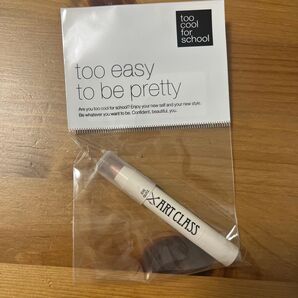 too
cool
for
school
too easy
to be pretty
Are you too cool for school? Enjoy your new self and your new style.
Be whatever you want to be. Confident, beautiful, you.
ART CLASS